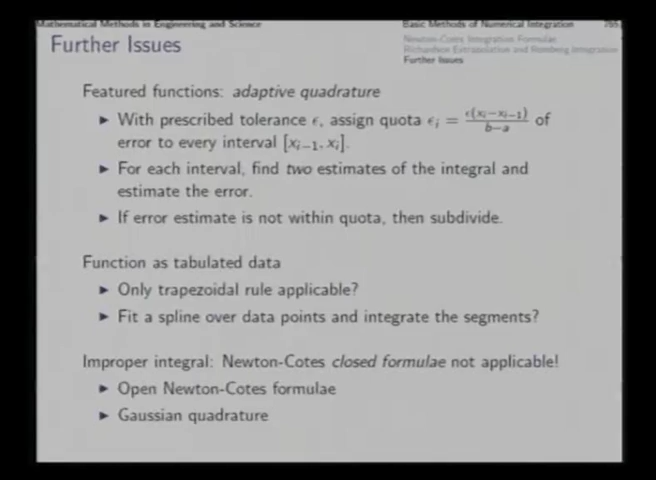 Mathematical Methods in Engineering and Science
Basic Methods of Numerical Integration
Newton-Cotes Integration Formulae
Richardson Extrapolation and Romberg Integration
Further Issues
Further Issues
Featured functions: adaptive quadrature
► With prescribed tolerance ϵ, assign quota ϵᵢ = ϵ(xᵢ−xᵢ₋₁)/(b−a) of
error to every interval [xᵢ₋₁, xᵢ].
► For each interval, find two estimates of the integral and
estimate the error.
► If error estimate is not within quota, then subdivide.
Function as tabulated data
► Only trapezoidal rule applicable?
► Fit a spline over data points and integrate the segments?
Improper integral: Newton-Cotes closed formulae not applicable!
► Open Newton-Cotes formulae
► Gaussian quadrature